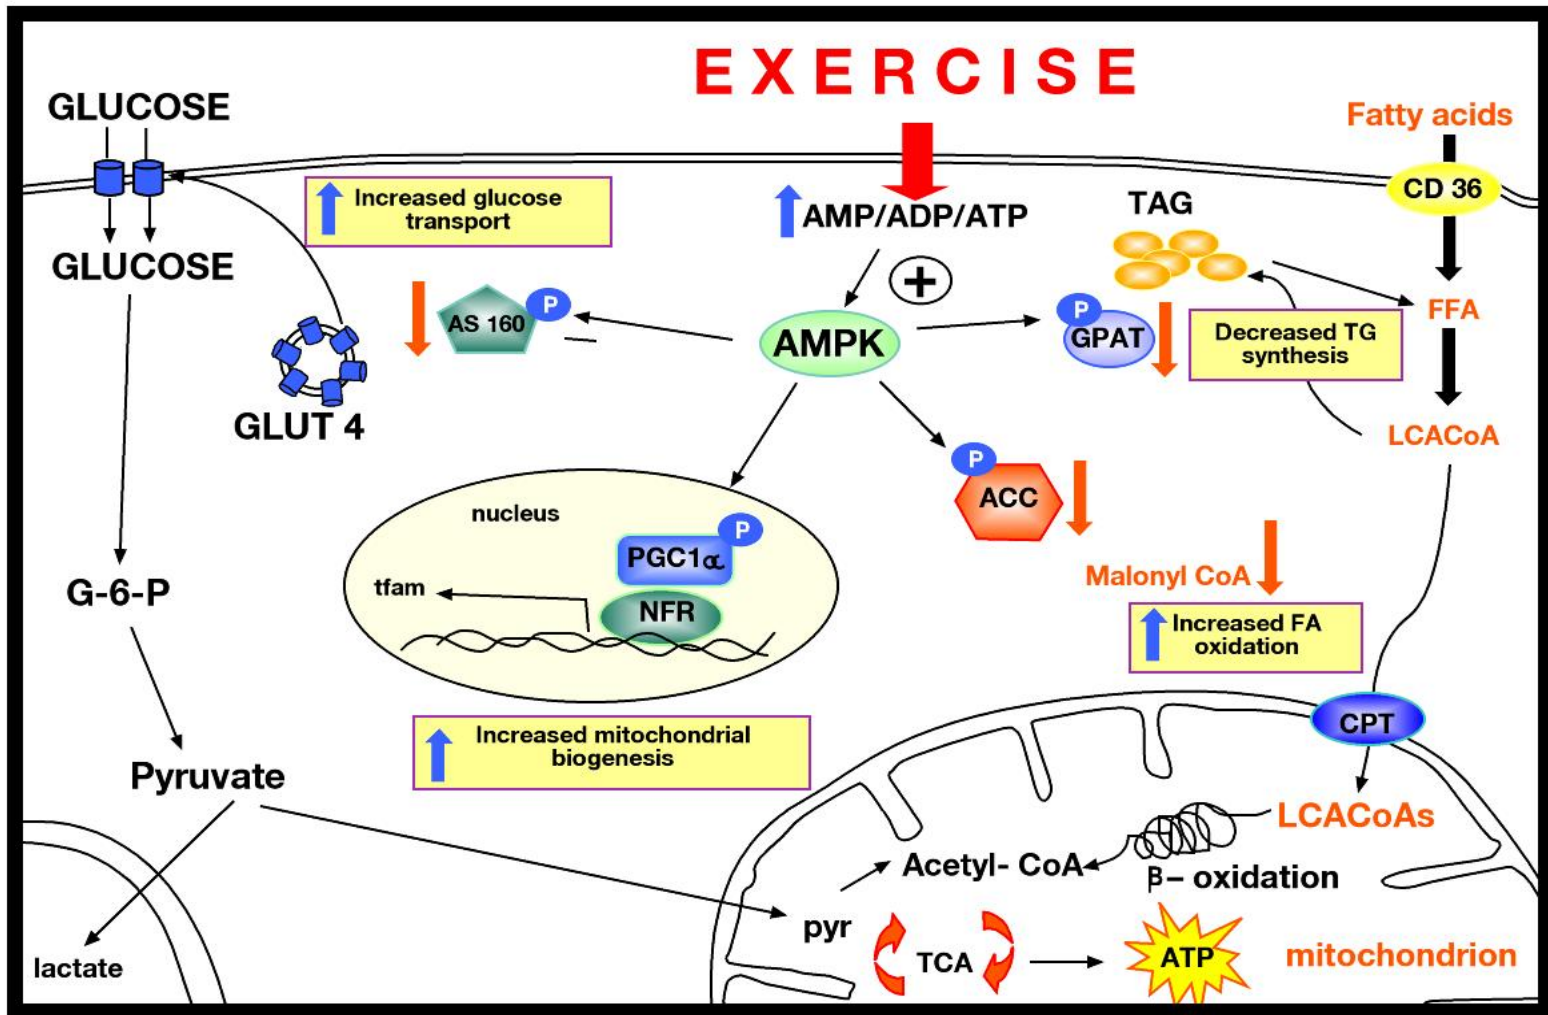 E X E R C I S E
GLUCOSE
Fatty acids
CD 36
Increased glucose
transport
AMP/ADP/ATP
TAG
GLUCOSE
+
AS 160
P
AMPK
P
GPAT
Decreased TG
synthesis
FFA
GLUT 4
LCACoA
P
ACC
nucleus
P
PGC1α
tfam
NFR
Malonyl CoA
G-6-P
Increased FA
oxidation
CPT
Increased mitochondrial
biogenesis
Pyruvate
LCACoAs
Acetyl- CoA
β– oxidation
pyr
TCA
ATP
mitochondrion
lactate